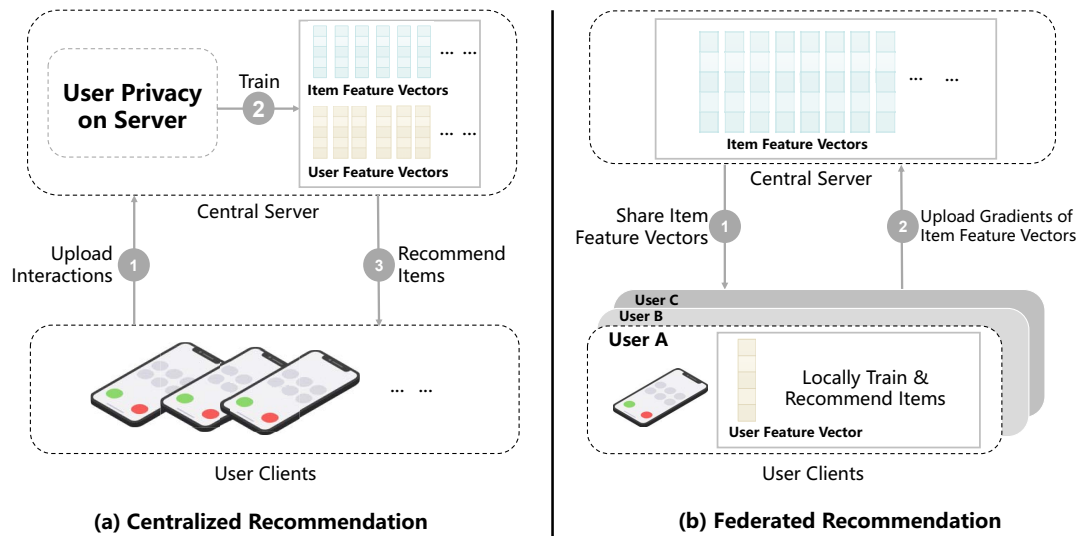 User Privacy
on Server
Train
2
... ...
Item Feature Vectors
... ...
User Feature Vectors
Central Server
Upload
Interactions
1
3
Recommend
Items
... ...
User Clients
(a) Centralized Recommendation
... ...
Item Feature Vectors
Central Server
Share Item
Feature Vectors
1
2
Upload Gradients of
Item Feature Vectors
User C
User B
User A
Locally Train &
Recommend Items
User Feature Vector
User Clients
(b) Federated Recommendation